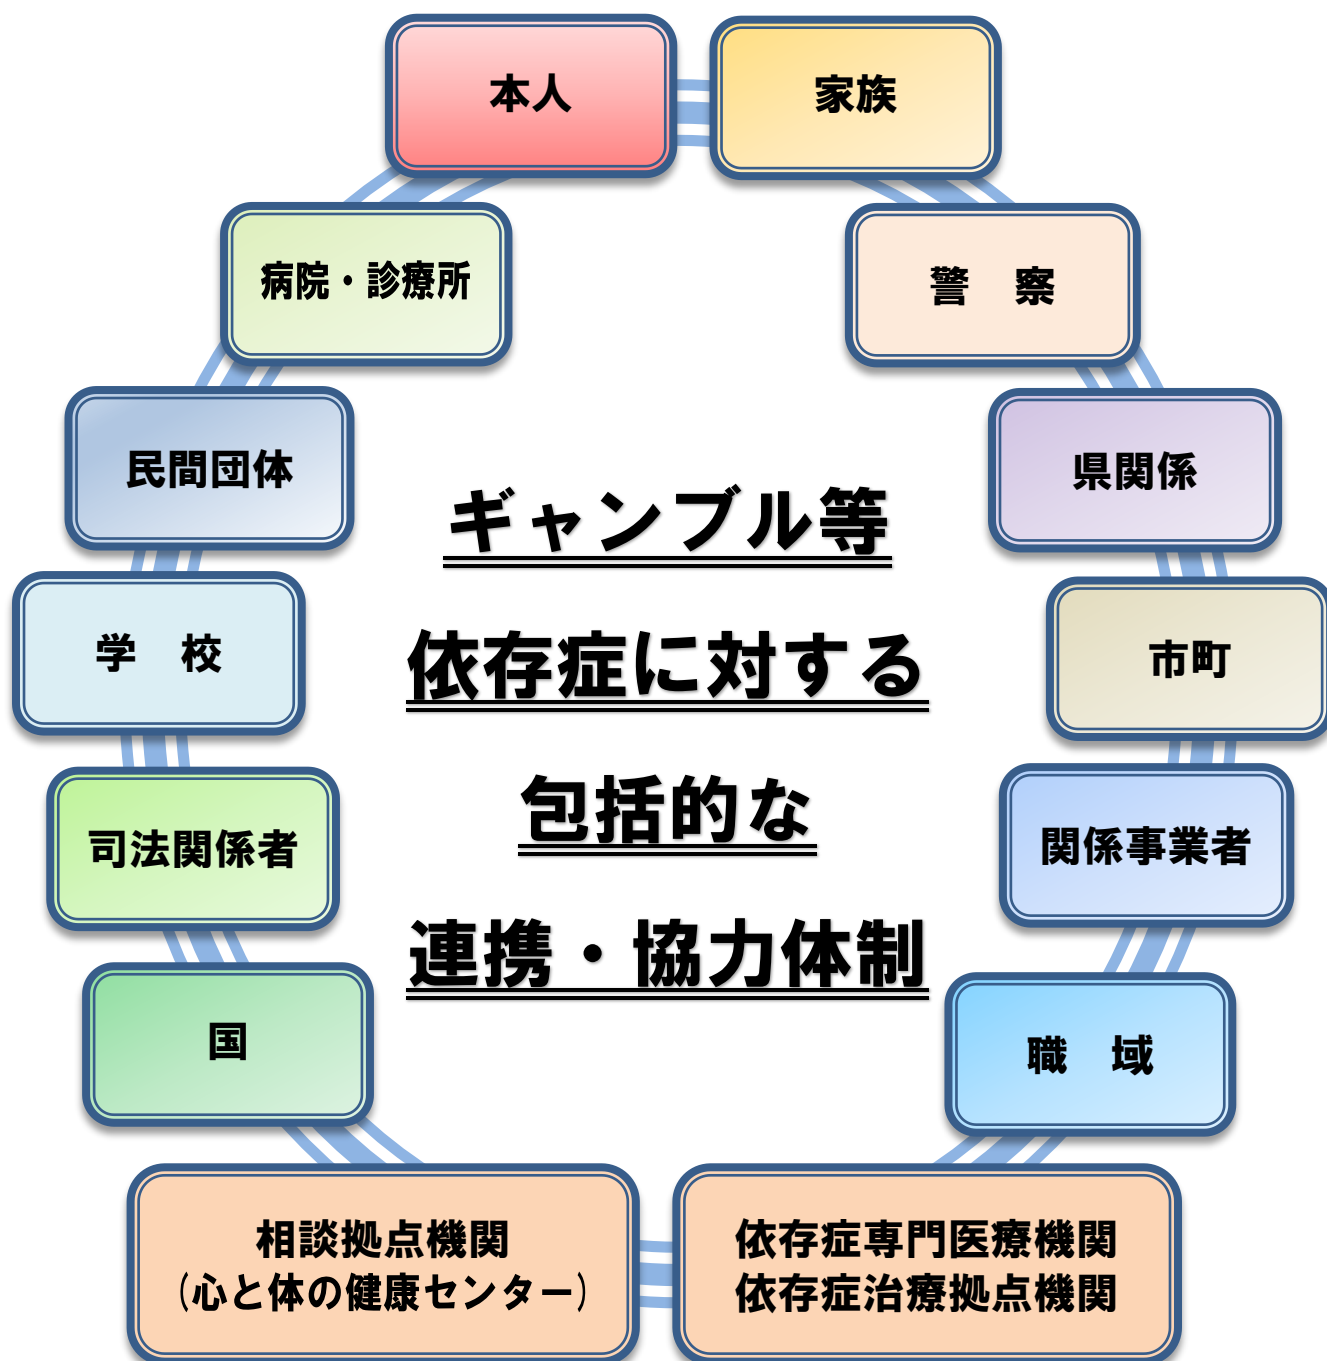 本人
家族
病院・診療所
警　察
民間団体
県関係
ギャンブル等
依存症に対する
包括的な
連携・協力体制
学　校
市町
司法関係者
関係事業者
国
職　域
相談拠点機関
（心と体の健康センター）
依存症専門医療機関
依存症治療拠点機関